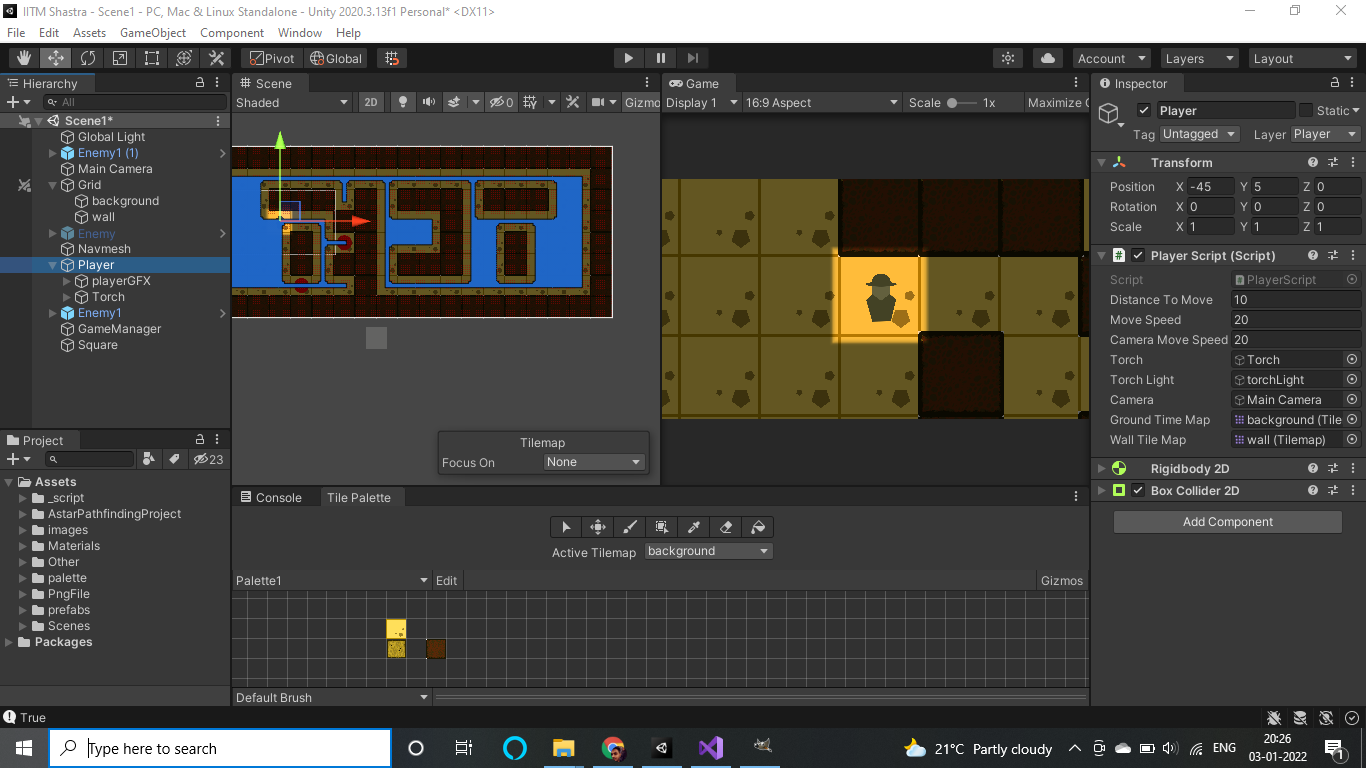 IITM Shastra - Scene1 - PC, Mac & Linux Standalone - Unity 2020.3.13f1 Personal* <DX11>
File Edit Assets GameObject Component Window Help
Pivot Global Account Layers Layout
Hierarchy
All
Scene1*
Global Light
Enemy1 (1)
Main Camera
Grid
background
wall
Enemy
Navmesh
Player
playerGFX
Torch
Enemy1
GameManager
Square
Scene
Shaded 2D 0 Gizmo
Tilemap
Focus On None
Game
Display 1 16:9 Aspect Scale 1x Maximize
Inspector
Player Static
Tag Untagged Layer Player
Transform
Position X -45 Y 5 Z 0
Rotation X 0 Y 0 Z 0
Scale X 1 Y 1 Z 1
# Player Script (Script)
Script PlayerScript
Distance To Move 10
Move Speed 20
Camera Move Speed 20
Torch Torch
Torch Light torchLight
Camera Main Camera
Ground Time Map background (Tile
Wall Tile Map wall (Tilemap)
Rigidbody 2D
Box Collider 2D
Add Component
Project
23
Assets
_script
AstarPathfindingProject
images
Materials
Other
palette
PngFile
prefabs
Scenes
Packages
Console Tile Palette
Active Tilemap background
Palette1 Edit Gizmos
Default Brush
True
Type here to search
21°C Partly cloudy
ENG
20:26
03-01-2022
1